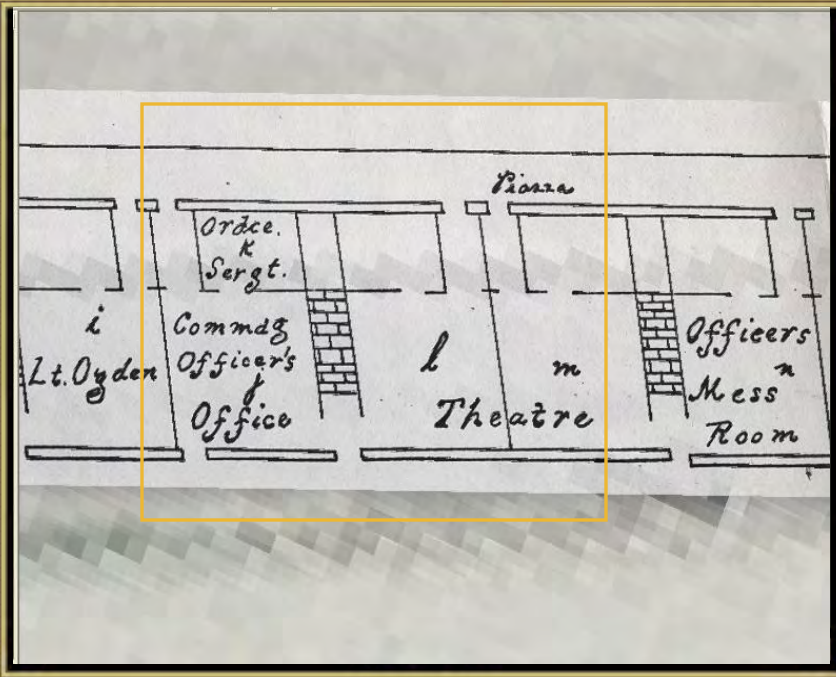 Piazza
Ordce.
k
Sergt.
i
Lt. Ogden
Commdg
Officer's
j
Office
l
m
Theatre
Officers
n
Mess
Room